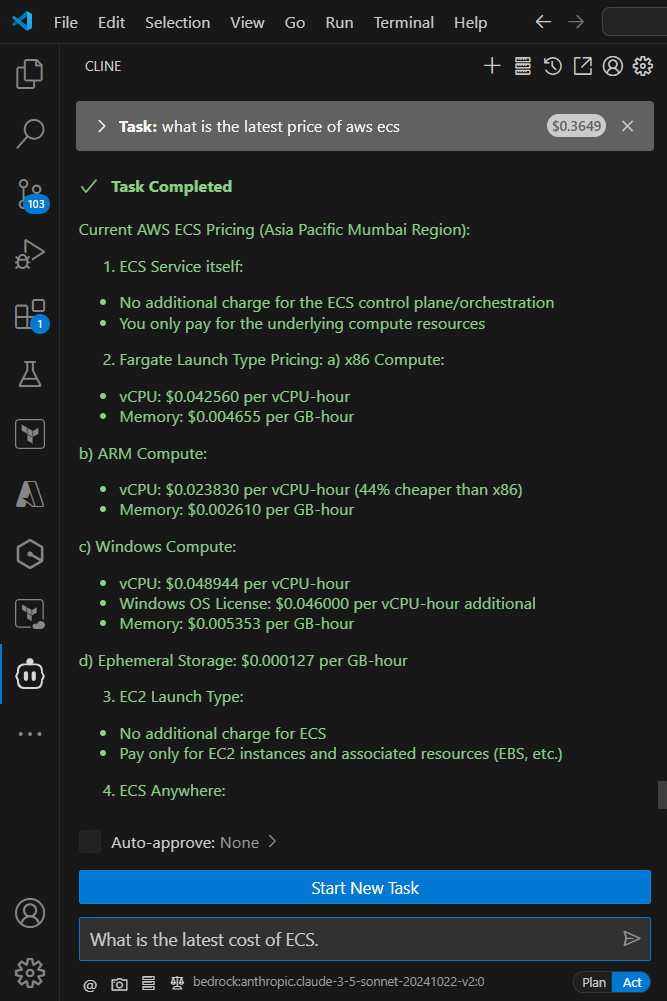 File Edit Selection View Go Run Terminal Help
CLINE
Task: what is the latest price of aws ecs $0.3649
Task Completed
Current AWS ECS Pricing (Asia Pacific Mumbai Region):
1. ECS Service itself:
• No additional charge for the ECS control plane/orchestration
• You only pay for the underlying compute resources
2. Fargate Launch Type Pricing: a) x86 Compute:
• vCPU: $0.042560 per vCPU-hour
• Memory: $0.004655 per GB-hour
b) ARM Compute:
• vCPU: $0.023830 per vCPU-hour (44% cheaper than x86)
• Memory: $0.002610 per GB-hour
c) Windows Compute:
• vCPU: $0.048944 per vCPU-hour
• Windows OS License: $0.046000 per vCPU-hour additional
• Memory: $0.005353 per GB-hour
d) Ephemeral Storage: $0.000127 per GB-hour
3. EC2 Launch Type:
• No additional charge for ECS
• Pay only for EC2 instances and associated resources (EBS, etc.)
4. ECS Anywhere:
103
1
Auto-approve: None
Start New Task
What is the latest cost of ECS.
@ bedrock:anthropic.claude-3-5-sonnet-20241022-v2:0 Plan Act